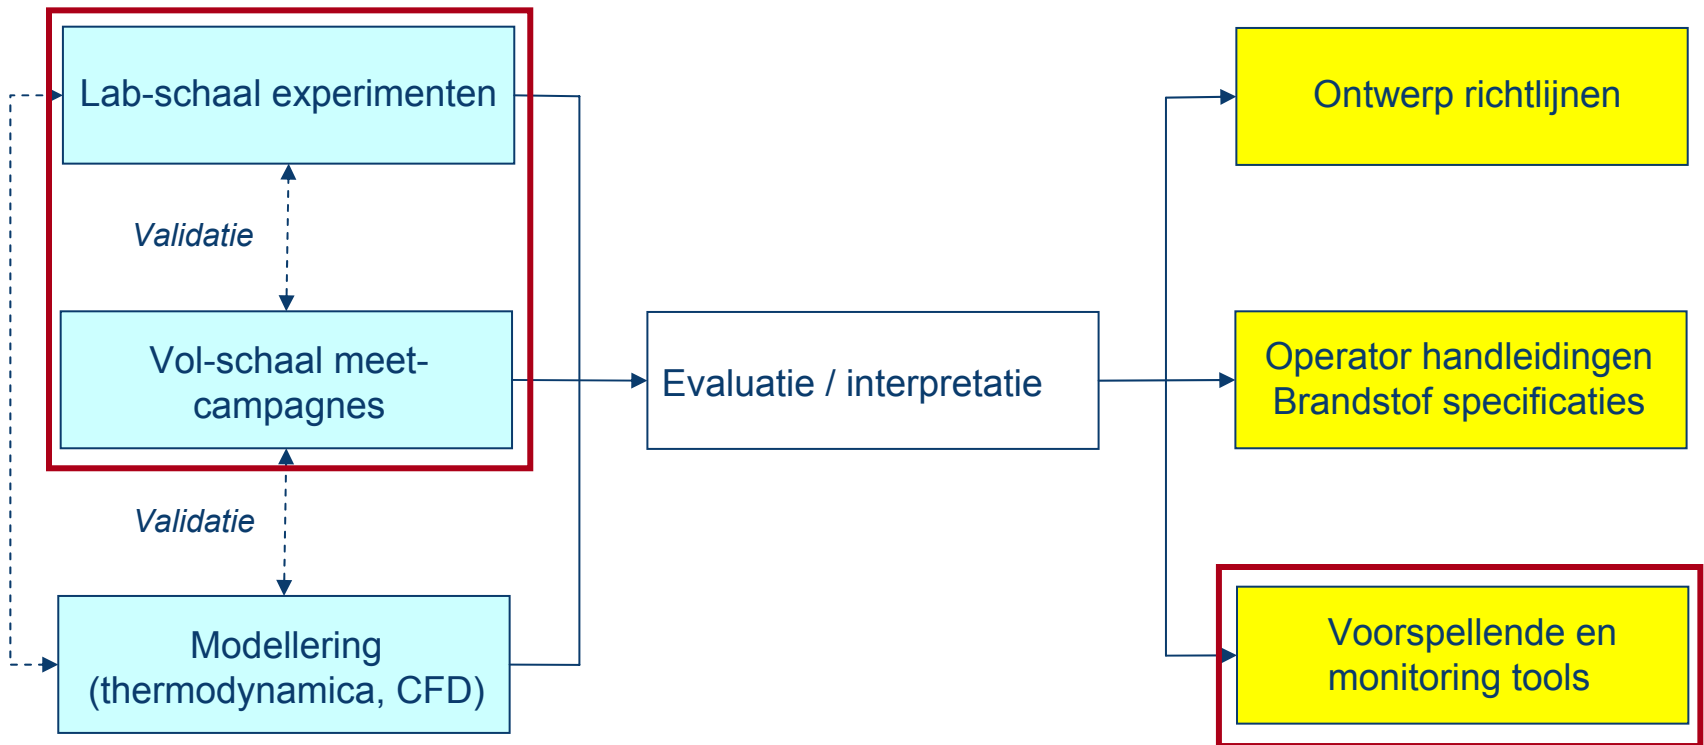 Lab-schaal experimenten
Validatie
Vol-schaal meet-
campagnes
Validatie
Modellering
(thermodynamica, CFD)
Evaluatie / interpretatie
Ontwerp richtlijnen
Operator handleidingen
Brandstof specificaties
Voorspellende en
monitoring tools